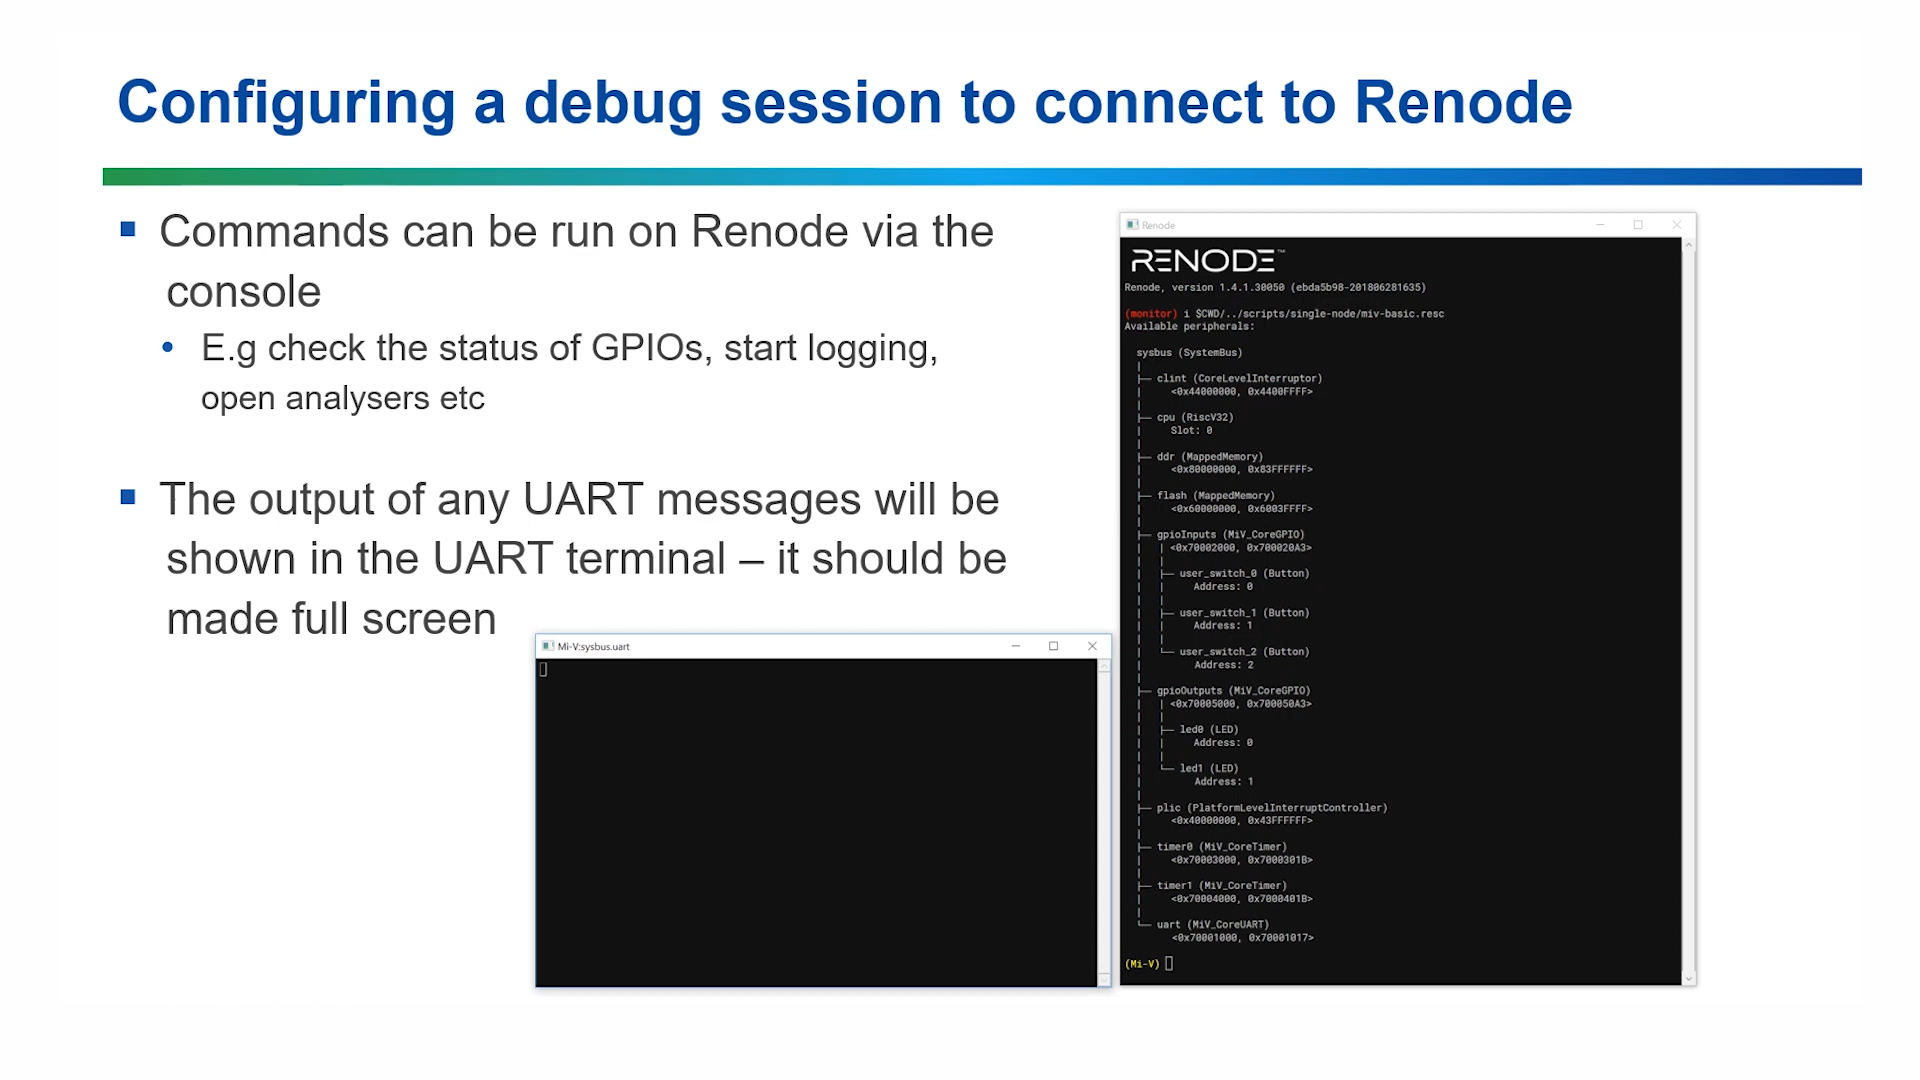 Configuring a debug session to connect to Renode
Commands can be run on Renode via the
console
E.g check the status of GPIOs, start logging,
open analysers etc
The output of any UART messages will be
shown in the UART terminal – it should be
made full screen
Mi-V:sysbus.uart
Renode
RENODE™
Renode, version 1.4.1.30050 (ebda5b98-201806281635)
(monitor) i $CWD/../scripts/single-node/miv-basic.resc
Available peripherals:
sysbus (SystemBus)
clint (CoreLevelInterruptor)
<0x44000000, 0x4400FFFF>
cpu (RiscV32)
Slot: 0
ddr (MappedMemory)
<0x80000000, 0x83FFFFFF>
flash (MappedMemory)
<0x60000000, 0x6003FFFF>
gpioInputs (MiV_CoreGPIO)
<0x70002000, 0x700020A3>
user_switch_0 (Button)
Address: 0
user_switch_1 (Button)
Address: 1
user_switch_2 (Button)
Address: 2
gpioOutputs (MiV_CoreGPIO)
<0x70005000, 0x700050A3>
led0 (LED)
Address: 0
led1 (LED)
Address: 1
plic (PlatformLevelInterruptController)
<0x40000000, 0x43FFFFFF>
timer0 (MiV_CoreTimer)
<0x70003000, 0x7000301B>
timer1 (MiV_CoreTimer)
<0x70004000, 0x7000401B>
uart (MiV_CoreUART)
<0x70001000, 0x70001017>
(Mi-V)